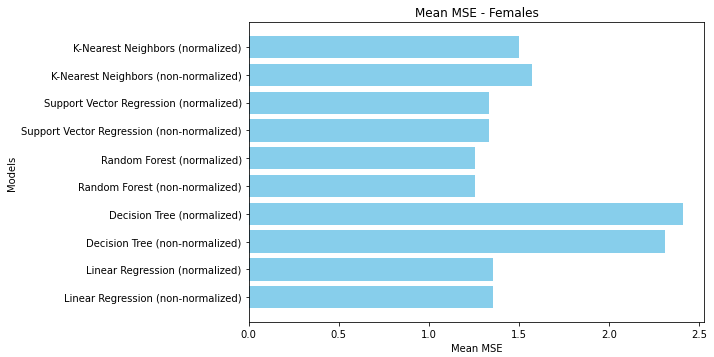 Mean MSE - Females
K-Nearest Neighbors (normalized)
K-Nearest Neighbors (non-normalized)
Support Vector Regression (normalized)
Support Vector Regression (non-normalized)
Random Forest (normalized)
Random Forest (non-normalized)
Decision Tree (normalized)
Decision Tree (non-normalized)
Linear Regression (normalized)
Linear Regression (non-normalized)
Models
0.0 0.5 1.0 1.5 2.0 2.5
Mean MSE